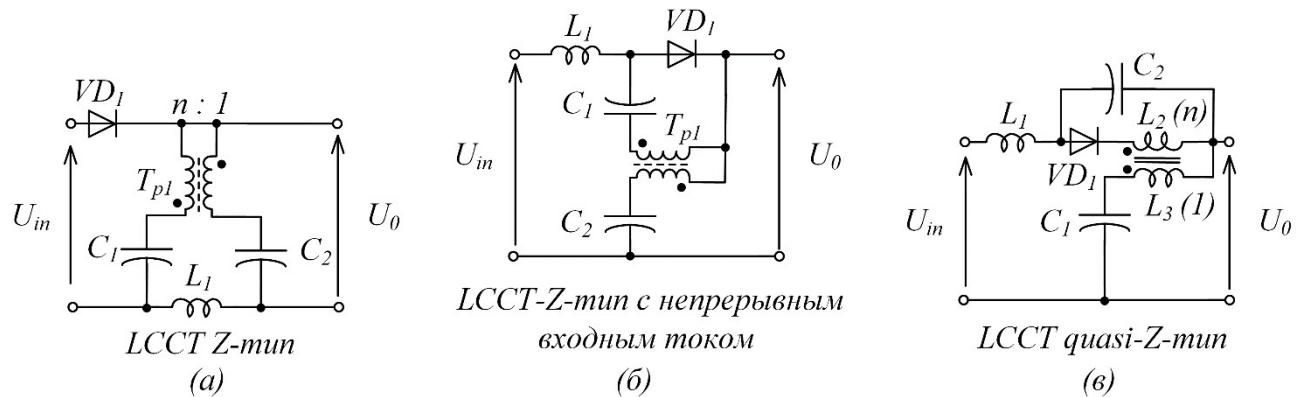 VD₁
n : 1
Tp1
Uin
U₀
C₁
C₂
L₁
LCCT Z-тип
(а)
L₁
VD₁
C₁
Tp1
Uin
U₀
C₂
LCCT-Z-тип с непрерывным
входным током
(б)
C₂
L₁
L₂ (n)
VD₁
L₃ (1)
Uin
C₁
U₀
LCCT quasi-Z-тип
(в)